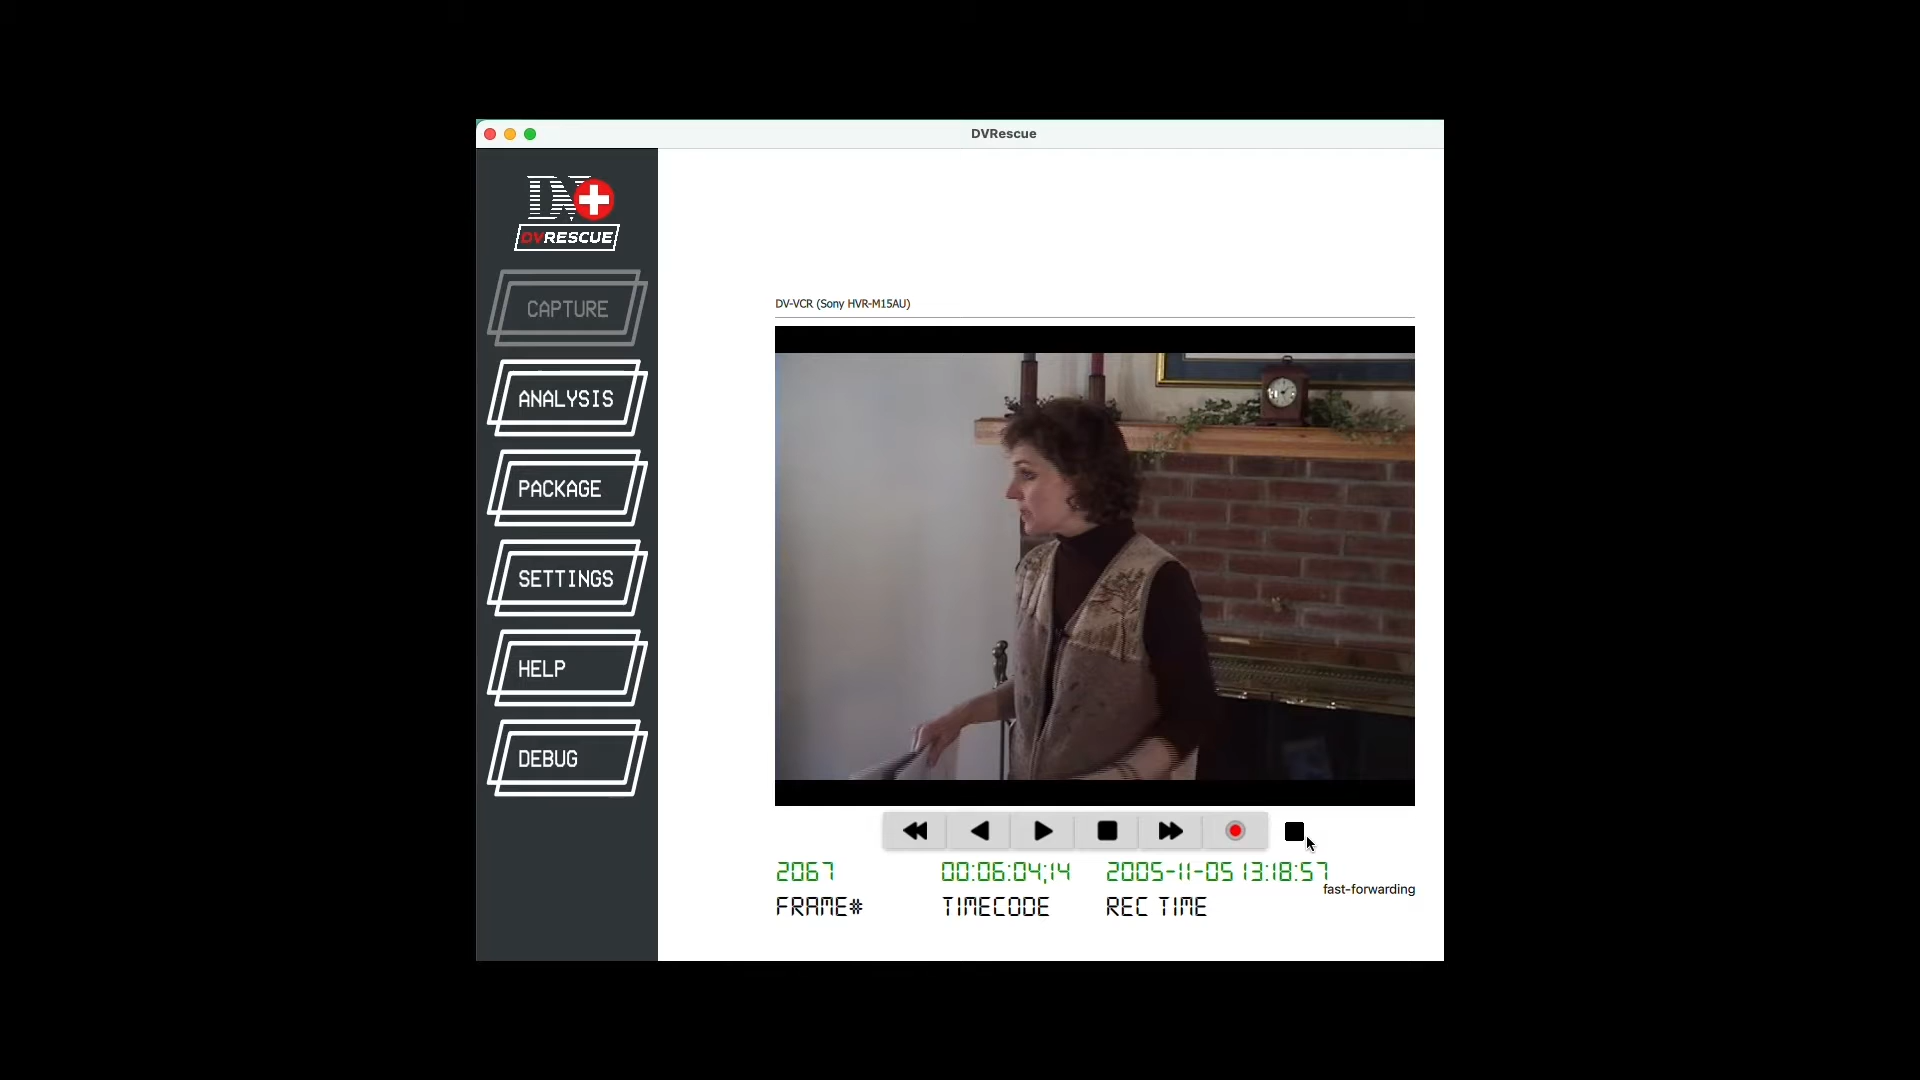 DVRescue
DV
DVRESCUE
CAPTURE
ANALYSIS
PACKAGE
SETTINGS
HELP
DEBUG
DV-VCR (Sony HVR-M15AU)
2067 00:06:04;14 2005-11-05 13:18:57
fast-forwarding
FRAME# TIMECODE REC TIME